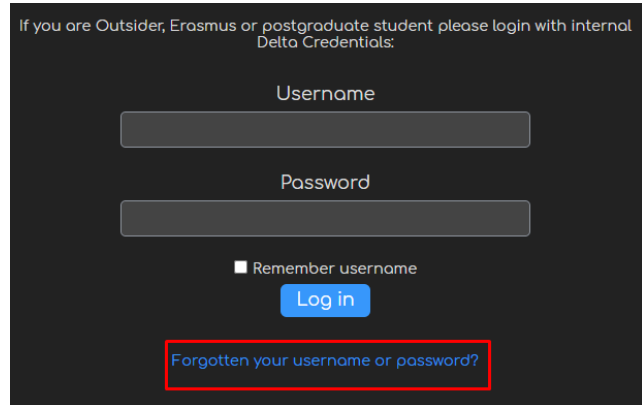 If you are Outsider, Erasmus or postgraduate student please login with internal
Delta Credentials:
Username
Password
Remember username
Log in
Forgotten your username or password?